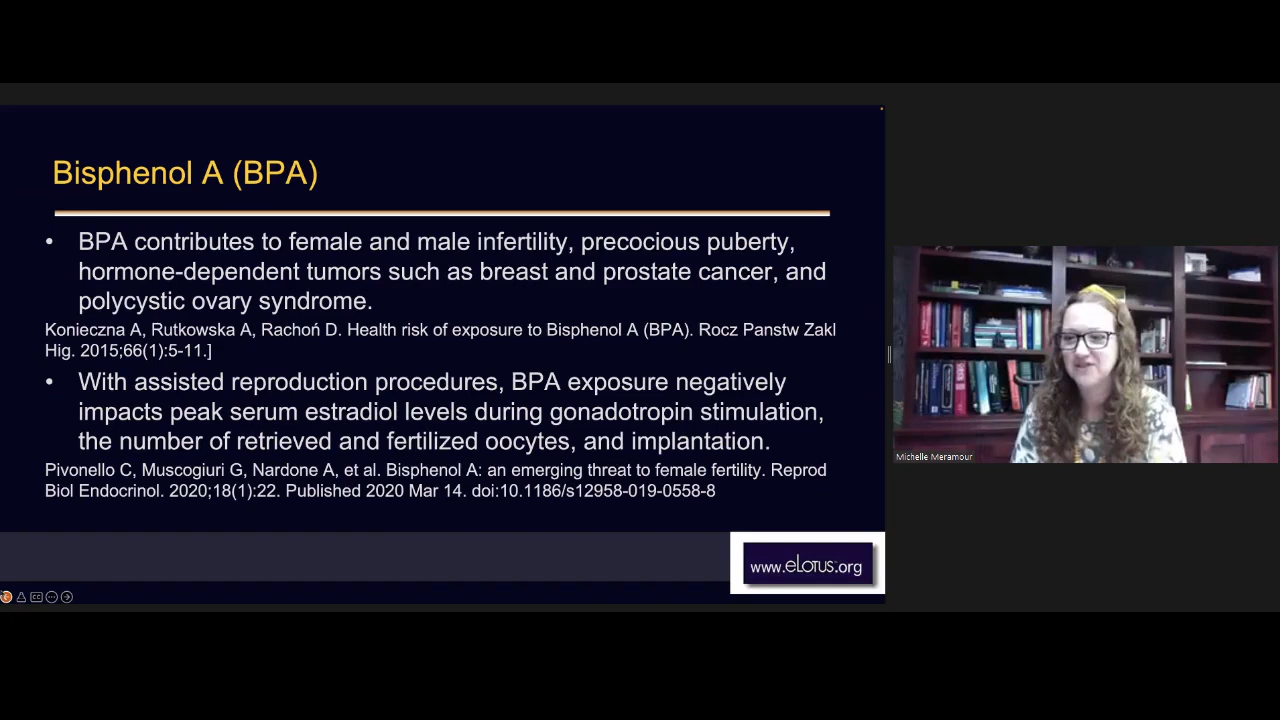 Bisphenol A (BPA)
• BPA contributes to female and male infertility, precocious puberty,
hormone-dependent tumors such as breast and prostate cancer, and
polycystic ovary syndrome.
Konieczna A, Rutkowska A, Rachoń D. Health risk of exposure to Bisphenol A (BPA). Rocz Panstw Zakl
Hig. 2015;66(1):5-11.]
• With assisted reproduction procedures, BPA exposure negatively
impacts peak serum estradiol levels during gonadotropin stimulation,
the number of retrieved and fertilized oocytes, and implantation.
Pivonello C, Muscogiuri G, Nardone A, et al. Bisphenol A: an emerging threat to female fertility. Reprod
Biol Endocrinol. 2020;18(1):22. Published 2020 Mar 14. doi:10.1186/s12958-019-0558-8
www.eLotus.org
Michelle Meramour